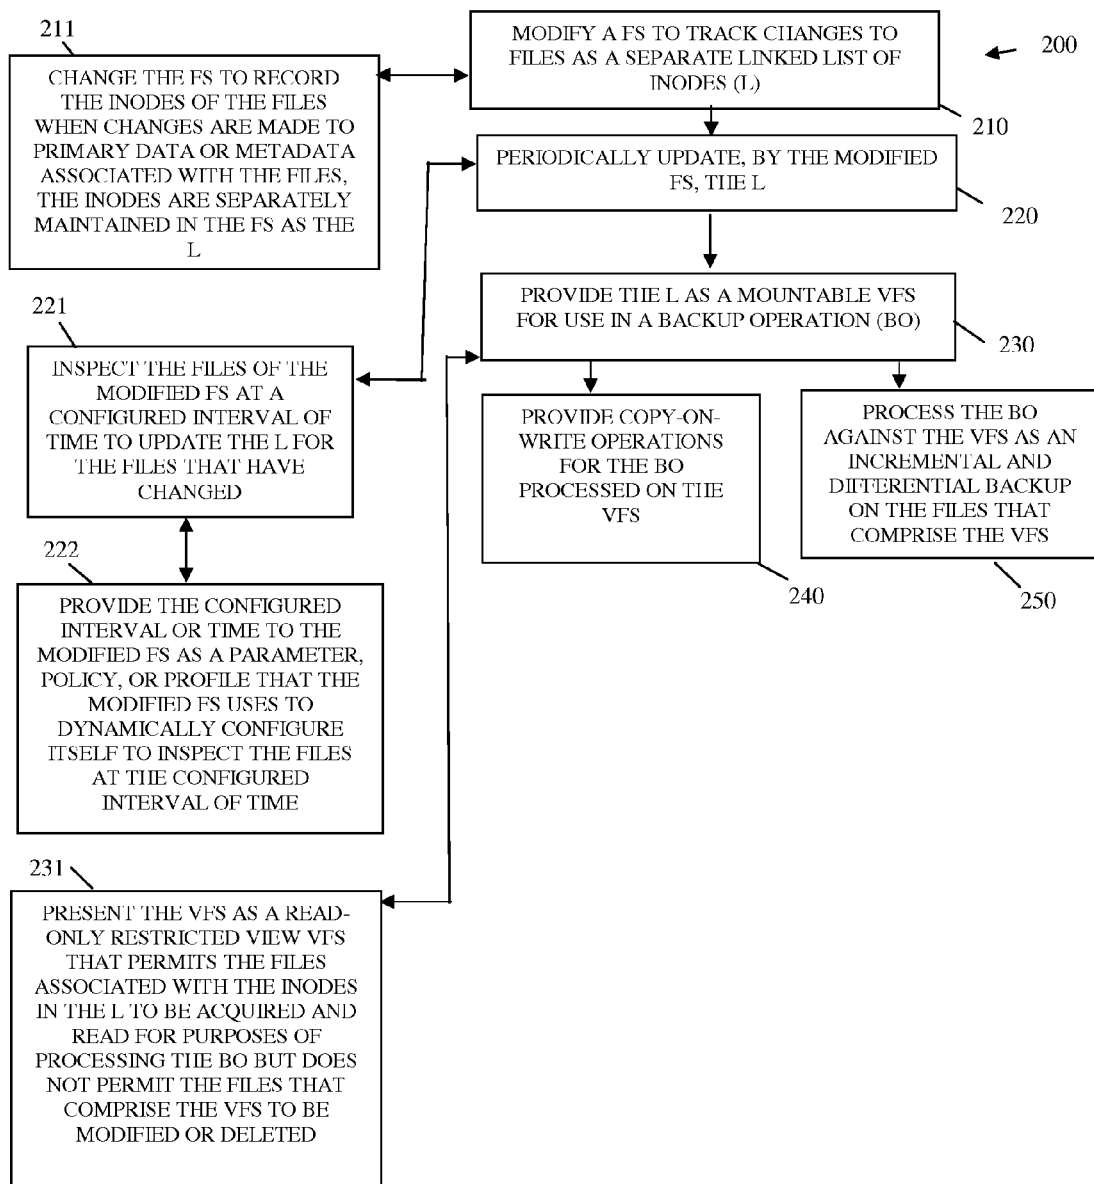 211
CHANGE THE FS TO RECORD
THE INODES OF THE FILES
WHEN CHANGES ARE MADE TO
PRIMARY DATA OR METADATA
ASSOCIATED WITH THE FILES,
THE INODES ARE SEPARATELY
MAINTAINED IN THE FS AS THE
L
MODIFY A FS TO TRACK CHANGES TO
FILES AS A SEPARATE LINKED LIST OF
INODES (L)
200
210
PERIODICALLY UPDATE, BY THE MODIFIED
FS, THE L
220
221
INSPECT THE FILES OF THE
MODIFIED FS AT A
CONFIGURED INTERVAL OF
TIME TO UPDATE THE L FOR
THE FILES THAT HAVE
CHANGED
PROVIDE THE L AS A MOUNTABLE VFS
FOR USE IN A BACKUP OPERATION (BO)
230
PROVIDE COPY-ON-
WRITE OPERATIONS
FOR THE BO
PROCESSED ON THE
VFS
240
PROCESS THE BO
AGAINST THE VFS AS AN
INCREMENTAL AND
DIFFERENTIAL BACKUP
ON THE FILES THAT
COMPRISE THE VFS
250
222
PROVIDE THE CONFIGURED
INTERVAL OR TIME TO THE
MODIFIED FS AS A PARAMETER,
POLICY, OR PROFILE THAT THE
MODIFIED FS USES TO
DYNAMICALLY CONFIGURE
ITSELF TO INSPECT THE FILES
AT THE CONFIGURED
INTERVAL OF TIME
231
PRESENT THE VFS AS A READ-
ONLY RESTRICTED VIEW VFS
THAT PERMITS THE FILES
ASSOCIATED WITH THE INODES
IN THE L TO BE ACQUIRED AND
READ FOR PURPOSES OF
PROCESSING THE BO BUT DOES
NOT PERMIT THE FILES THAT
COMPRISE THE VFS TO BE
MODIFIED OR DELETED